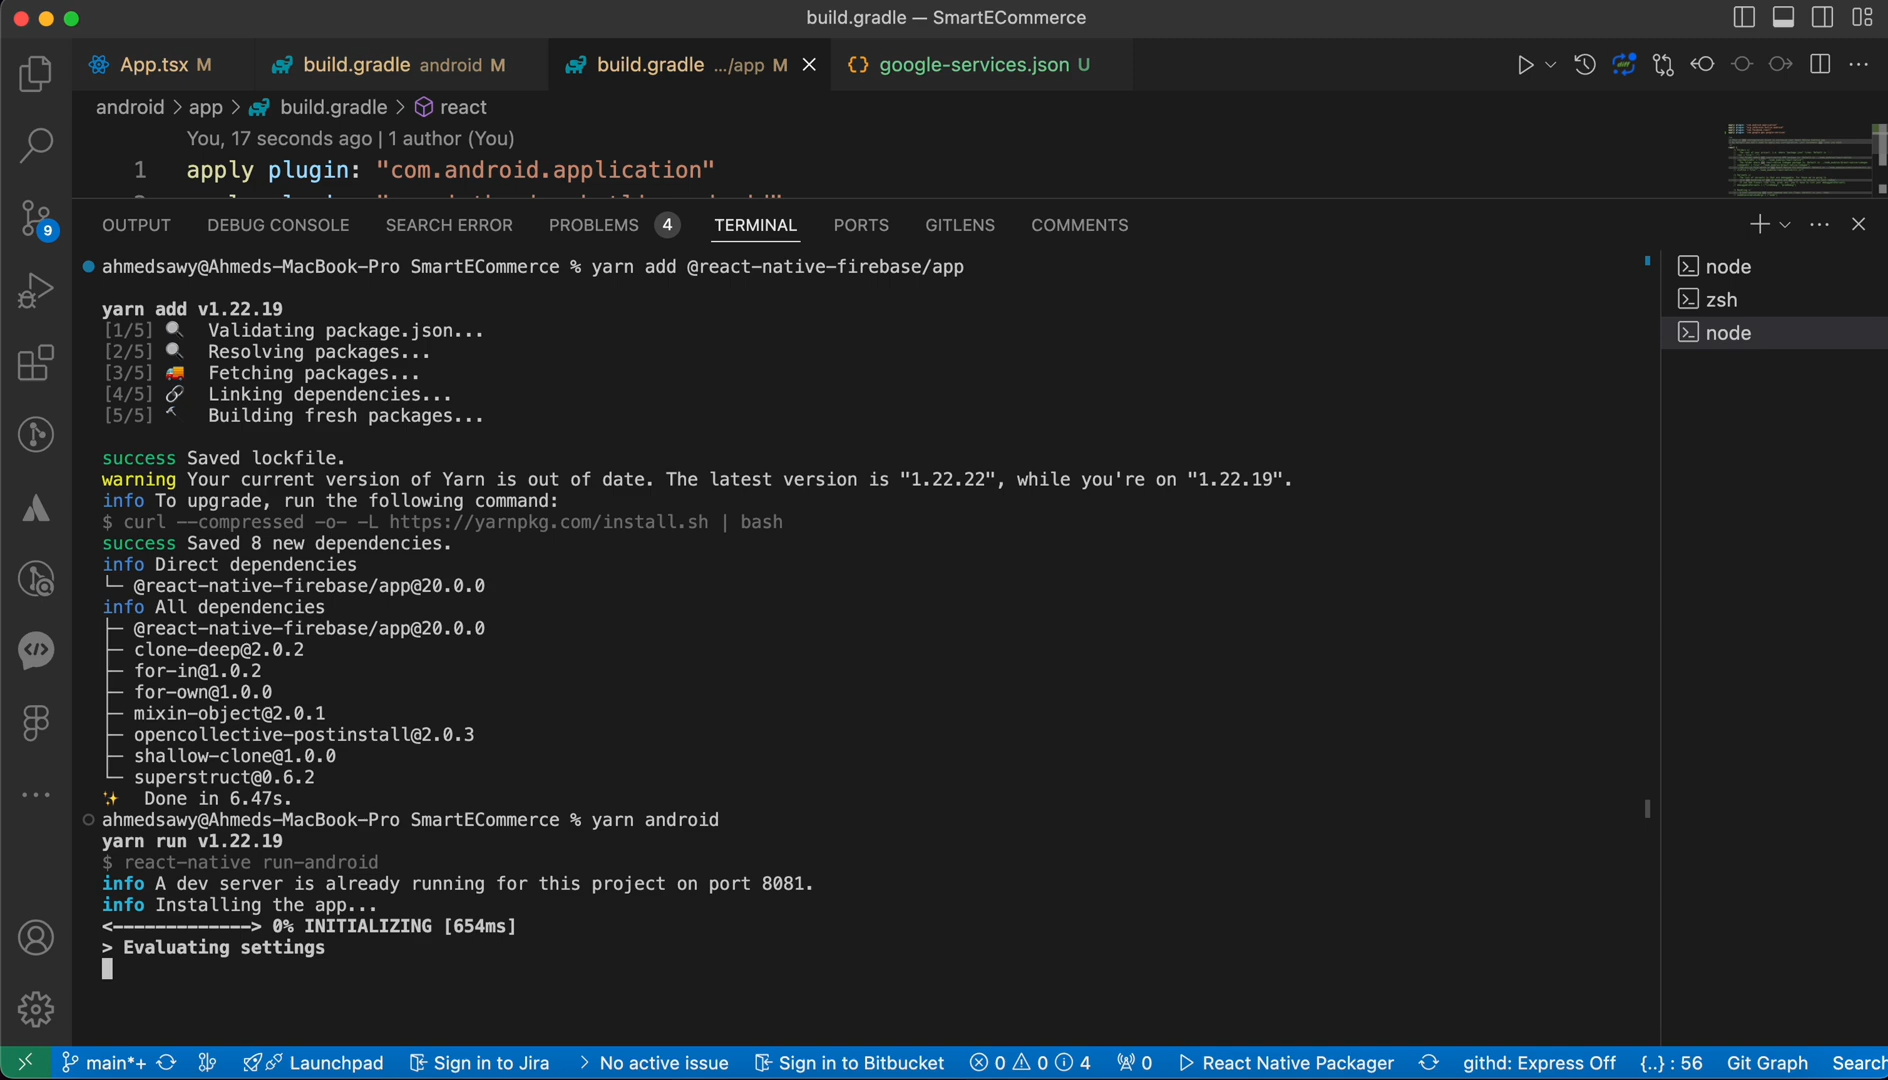 build.gradle — SmartECommerce
App.tsx M
build.gradle android M
build.gradle .../app M
google-services.json U
android > app > build.gradle > react
You, 17 seconds ago | 1 author (You)
1 apply plugin: "com.android.application"
OUTPUT DEBUG CONSOLE SEARCH ERROR PROBLEMS 4 TERMINAL PORTS GITLENS COMMENTS
9
ahmedsawy@Ahmeds-MacBook-Pro SmartECommerce % yarn add @react-native-firebase/app
yarn add v1.22.19
[1/5] Validating package.json...
[2/5] Resolving packages...
[3/5] Fetching packages...
[4/5] Linking dependencies...
[5/5] Building fresh packages...
success Saved lockfile.
warning Your current version of Yarn is out of date. The latest version is "1.22.22", while you're on "1.22.19".
info To upgrade, run the following command:
$ curl --compressed -o- -L https://yarnpkg.com/install.sh | bash
success Saved 8 new dependencies.
info Direct dependencies
└─ @react-native-firebase/app@20.0.0
info All dependencies
├─ @react-native-firebase/app@20.0.0
├─ clone-deep@2.0.2
├─ for-in@1.0.2
├─ for-own@1.0.0
├─ mixin-object@2.0.1
├─ opencollective-postinstall@2.0.3
├─ shallow-clone@1.0.0
└─ superstruct@0.6.2
✨ Done in 6.47s.
ahmedsawy@Ahmeds-MacBook-Pro SmartECommerce % yarn android
yarn run v1.22.19
$ react-native run-android
info A dev server is already running for this project on port 8081.
info Installing the app...
<-------------> 0% INITIALIZING [654ms]
> Evaluating settings
node
zsh
node
main*+ Launchpad Sign in to Jira > No active issue Sign in to Bitbucket 0 0 4 0 React Native Packager githd: Express Off {..} : 56 Git Graph Search